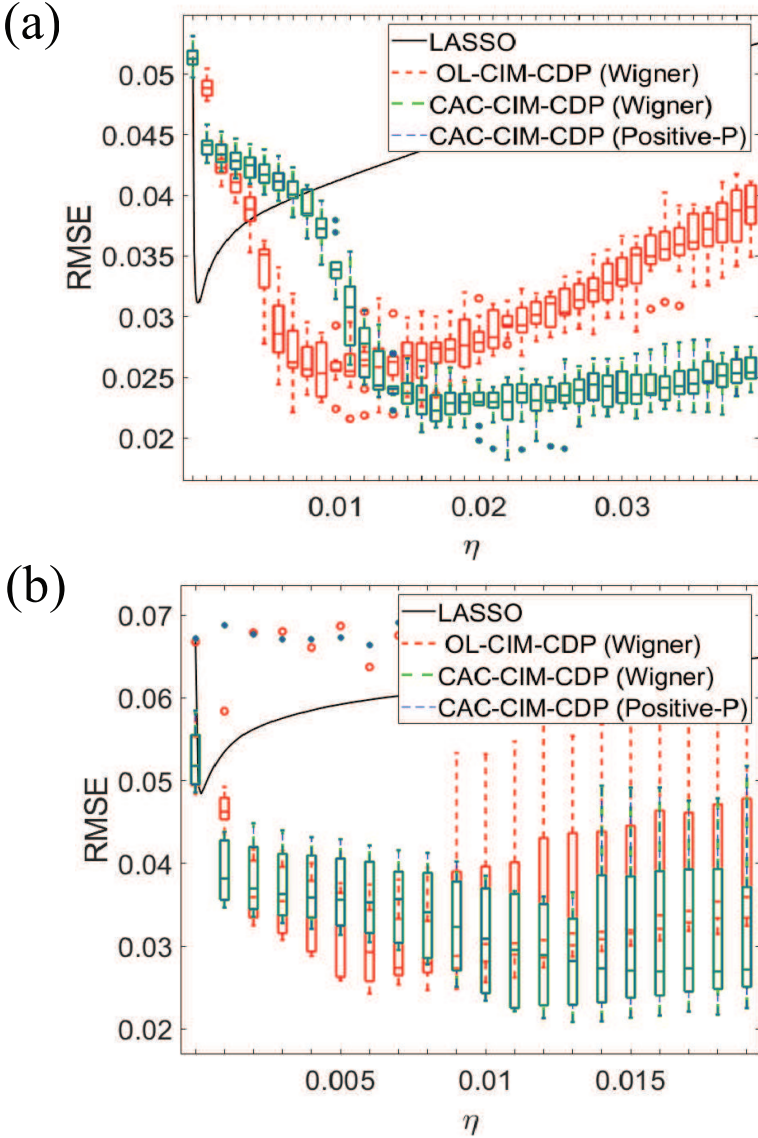 (a)
LASSO
OL-CIM-CDP (Wigner)
CAC-CIM-CDP (Wigner)
CAC-CIM-CDP (Positive-P)
0.05
0.045
0.04
0.035
0.03
0.025
0.02
RMSE
0.01
0.02
0.03
η
(b)
LASSO
OL-CIM-CDP (Wigner)
CAC-CIM-CDP (Wigner)
CAC-CIM-CDP (Positive-P)
0.07
0.06
0.05
0.04
0.03
0.02
RMSE
0.005
0.01
0.015
η